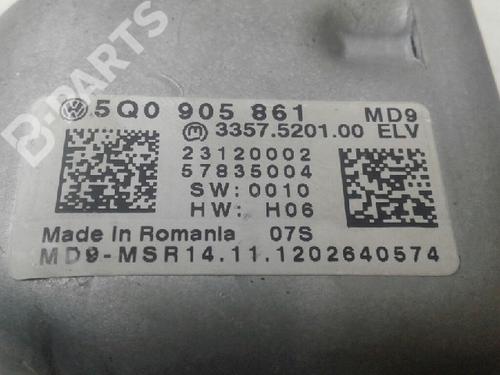 B-PARTS
5Q0 905 861 MD9
3357.5201.00 ELV
23120002
57835004
SW:0010
HW: H06
Made in Romania 07S
MD9-MSR14.11.1202640574